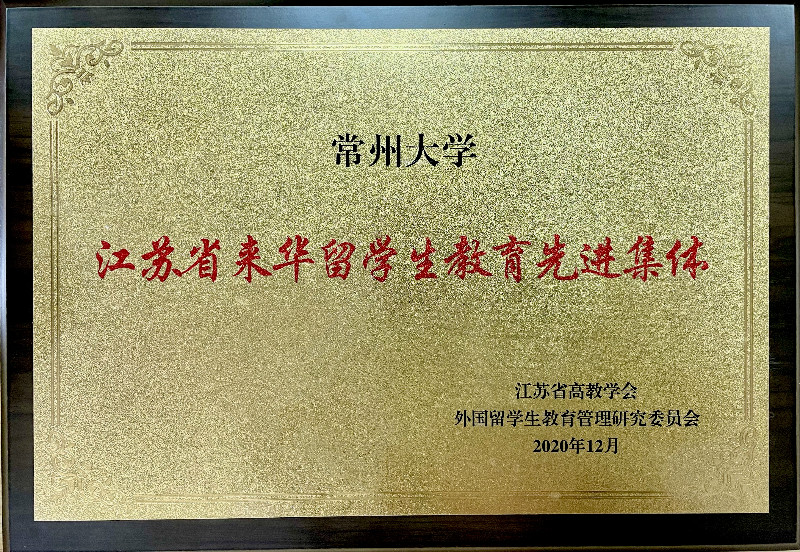 常州大学
江苏省来华留学生教育先进集体
江苏省高教学会
外国留学生教育管理研究委员会
2020年12月